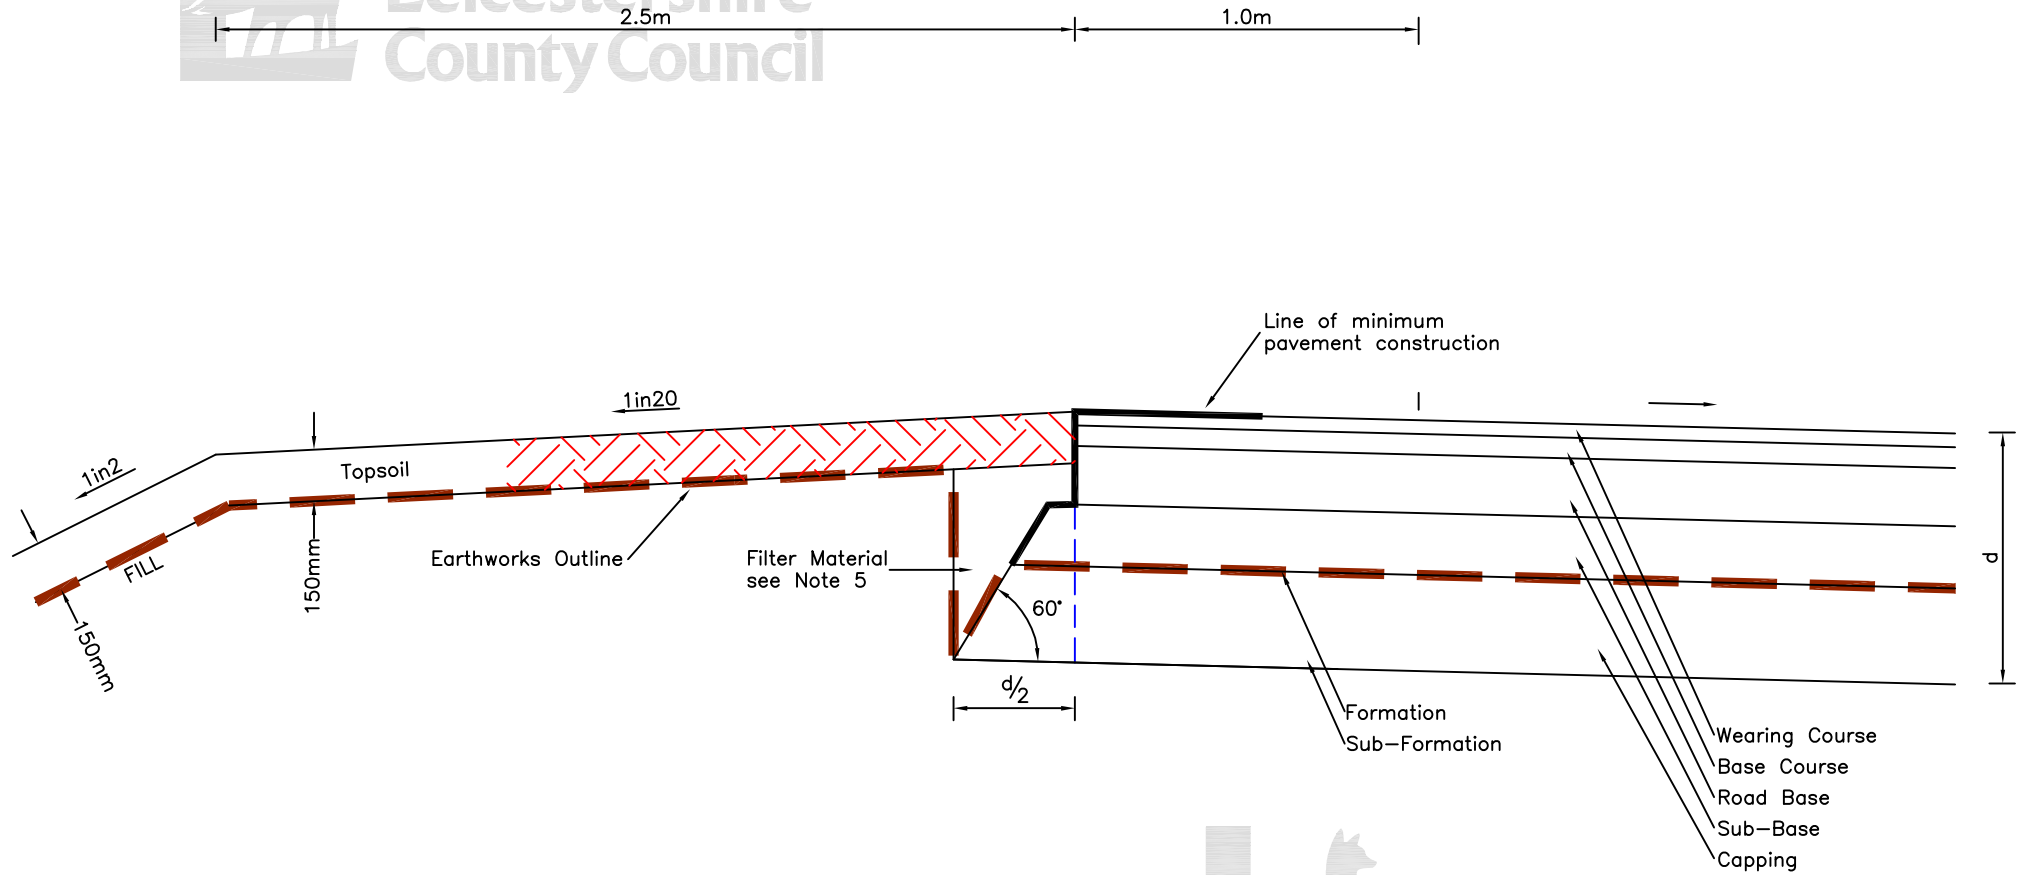 Leicestershire
County Council
2.5m
1.0m
Line of minimum
pavement construction
1in20
1in2
Topsoil
FILL
150mm
150mm
Earthworks Outline
Filter Material
see Note 5
60°
d
d/2
Formation
Sub-Formation
Wearing Course
Base Course
Road Base
Sub-Base
Capping